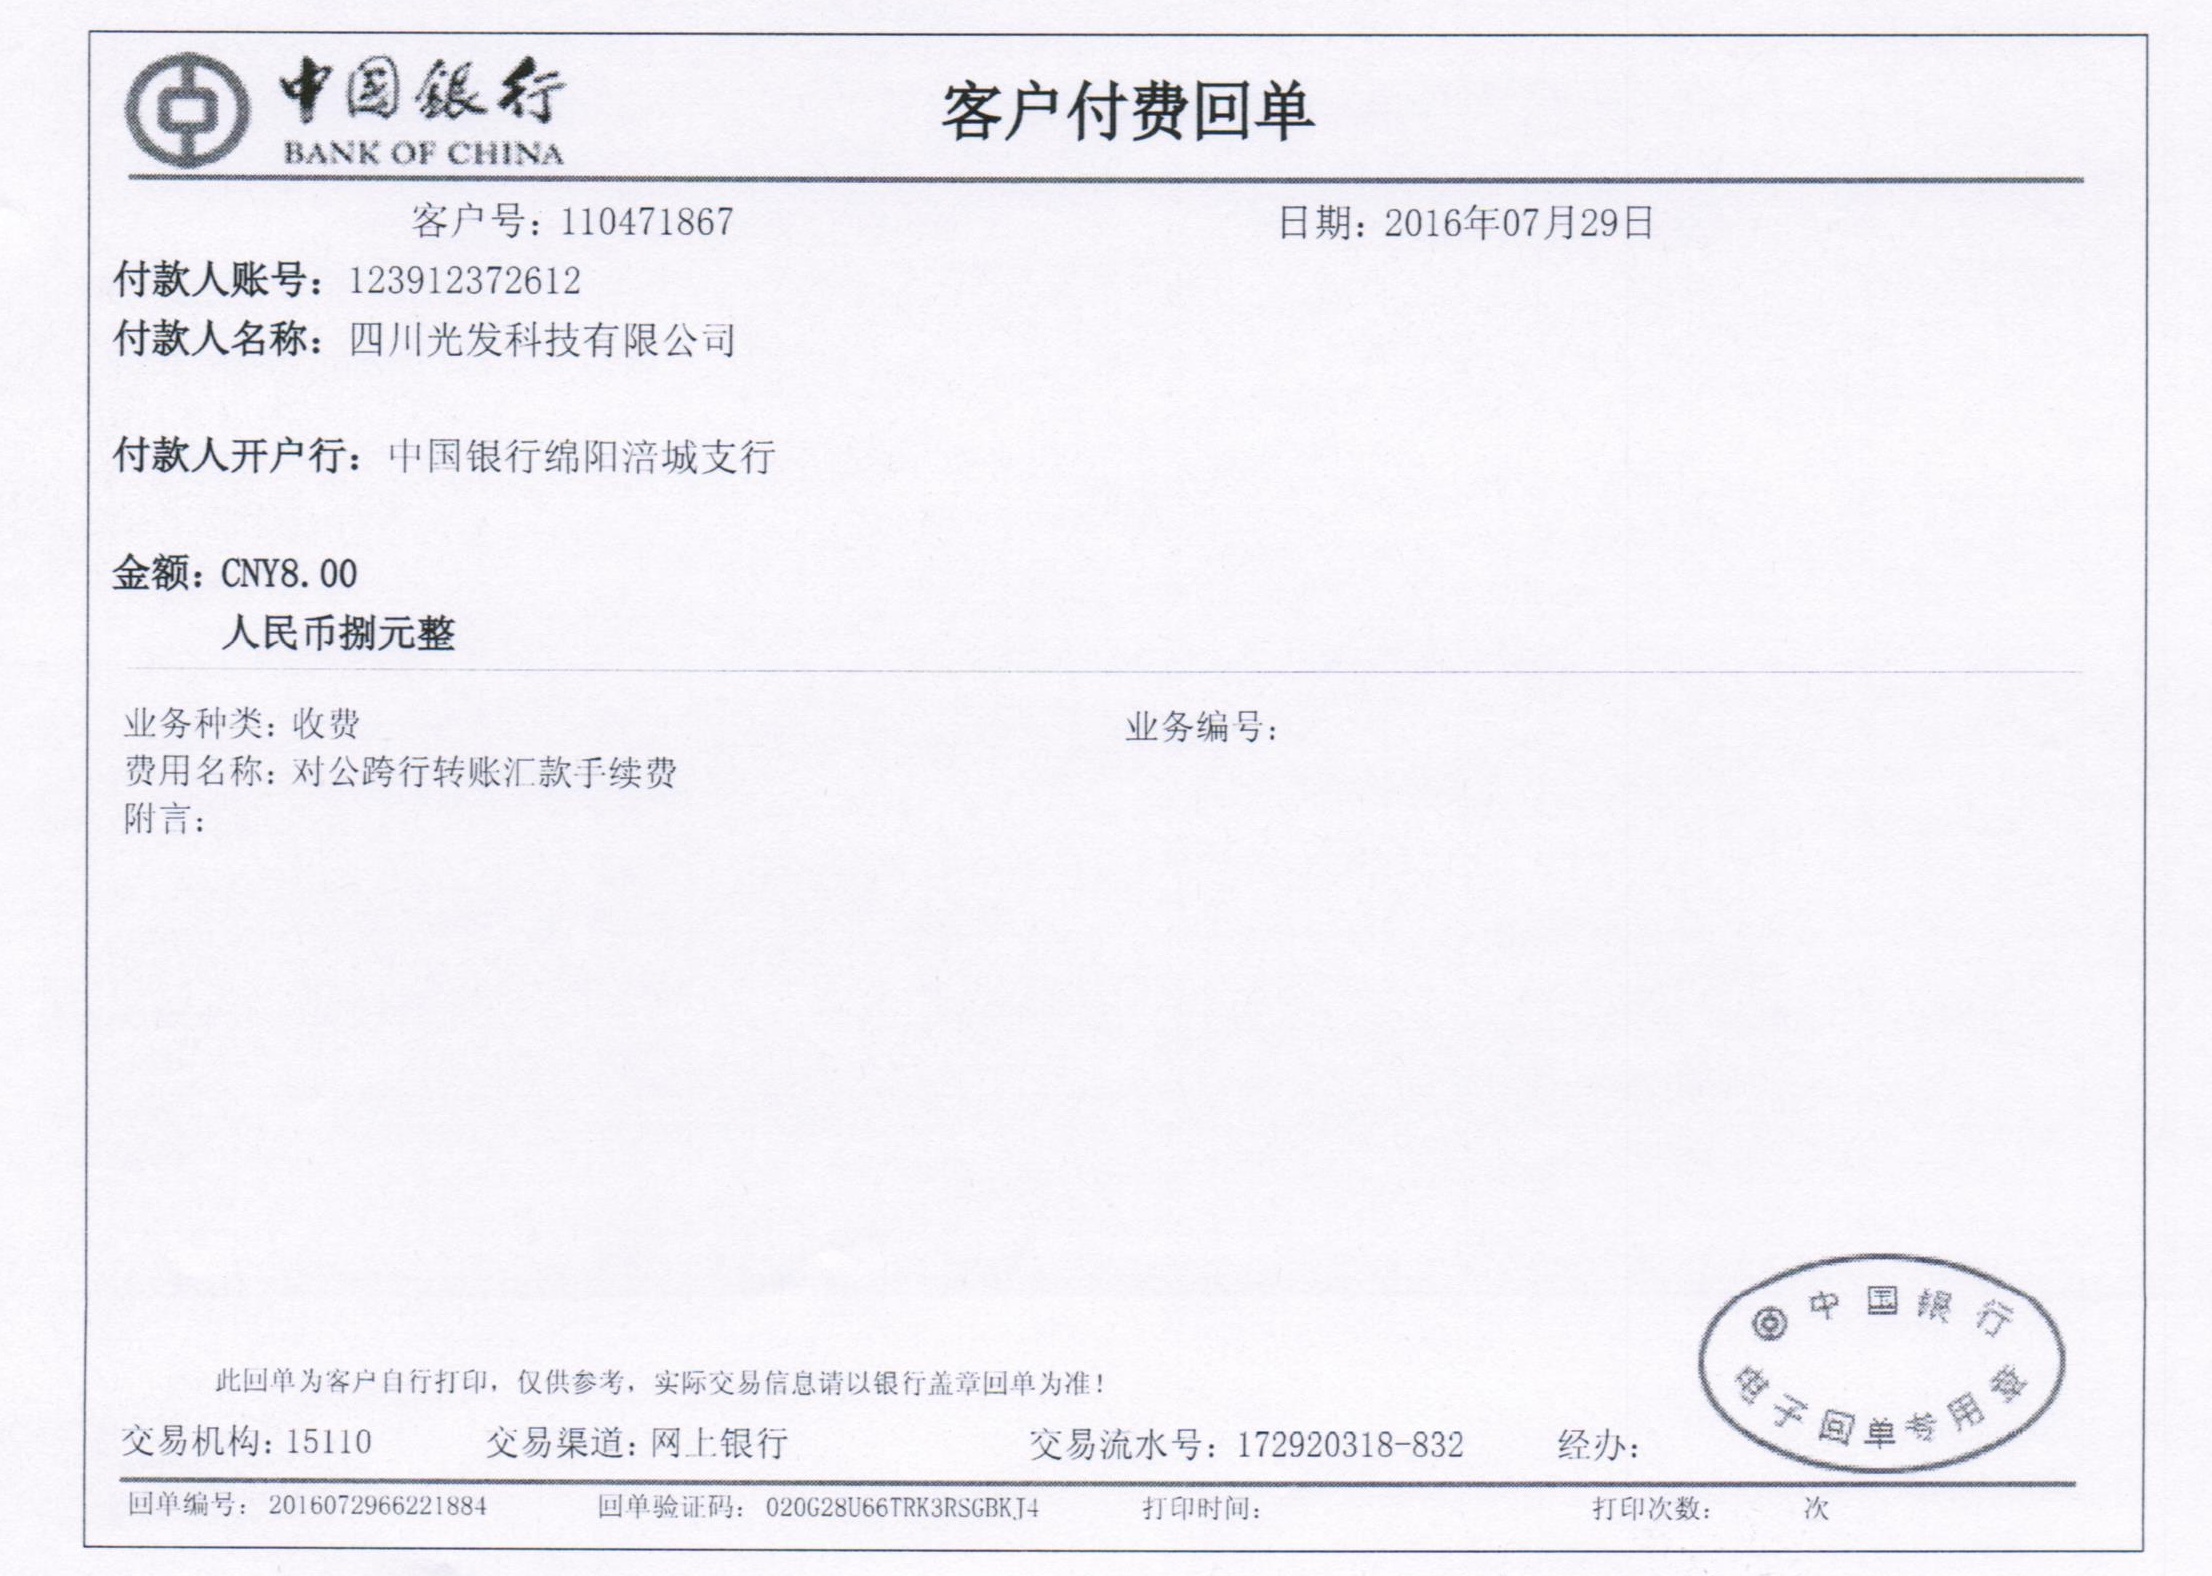 中国银行
BANK OF CHINA
客户付费回单
客户号：110471867 日期：2016年07月29日
付款人账号：123912372612
付款人名称：四川光发科技有限公司
付款人开户行：中国银行绵阳涪城支行
金额：CNY8.00
人民币捌元整
业务种类：收费 业务编号：
费用名称：对公跨行转账汇款手续费
附言：
中国银行
电子回单专用章
此回单为客户自行打印，仅供参考，实际交易信息请以银行盖章回单为准！
交易机构：15110 交易渠道：网上银行 交易流水号：172920318-832 经办：
回单编号：2016072966221884 回单验证码：020G28U66TRK3RSGBKJ4 打印时间： 打印次数： 次